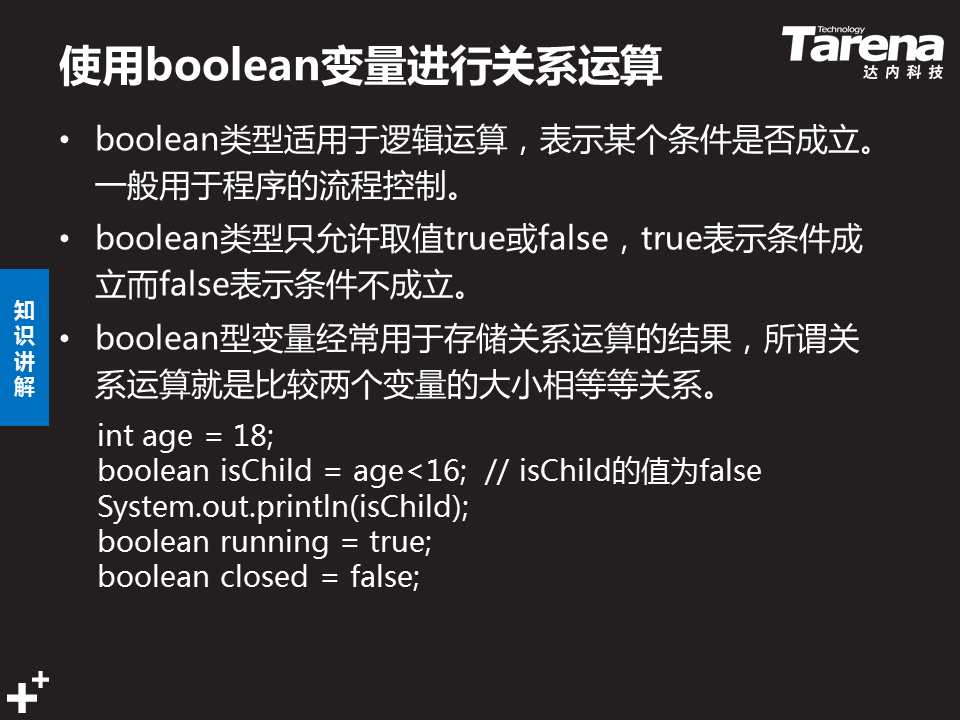 使用boolean变量进行关系运算
Technology
Tarena
达内科技
• boolean类型适用于逻辑运算，表示某个条件是否成立。
一般用于程序的流程控制。
• boolean类型只允许取值true或false，true表示条件成
立而false表示条件不成立。
• boolean型变量经常用于存储关系运算的结果，所谓关
系运算就是比较两个变量的大小相等等关系。
知
识
讲
解
int age = 18;
boolean isChild = age<16;  // isChild的值为false
System.out.println(isChild);
boolean running = true;
boolean closed = false;